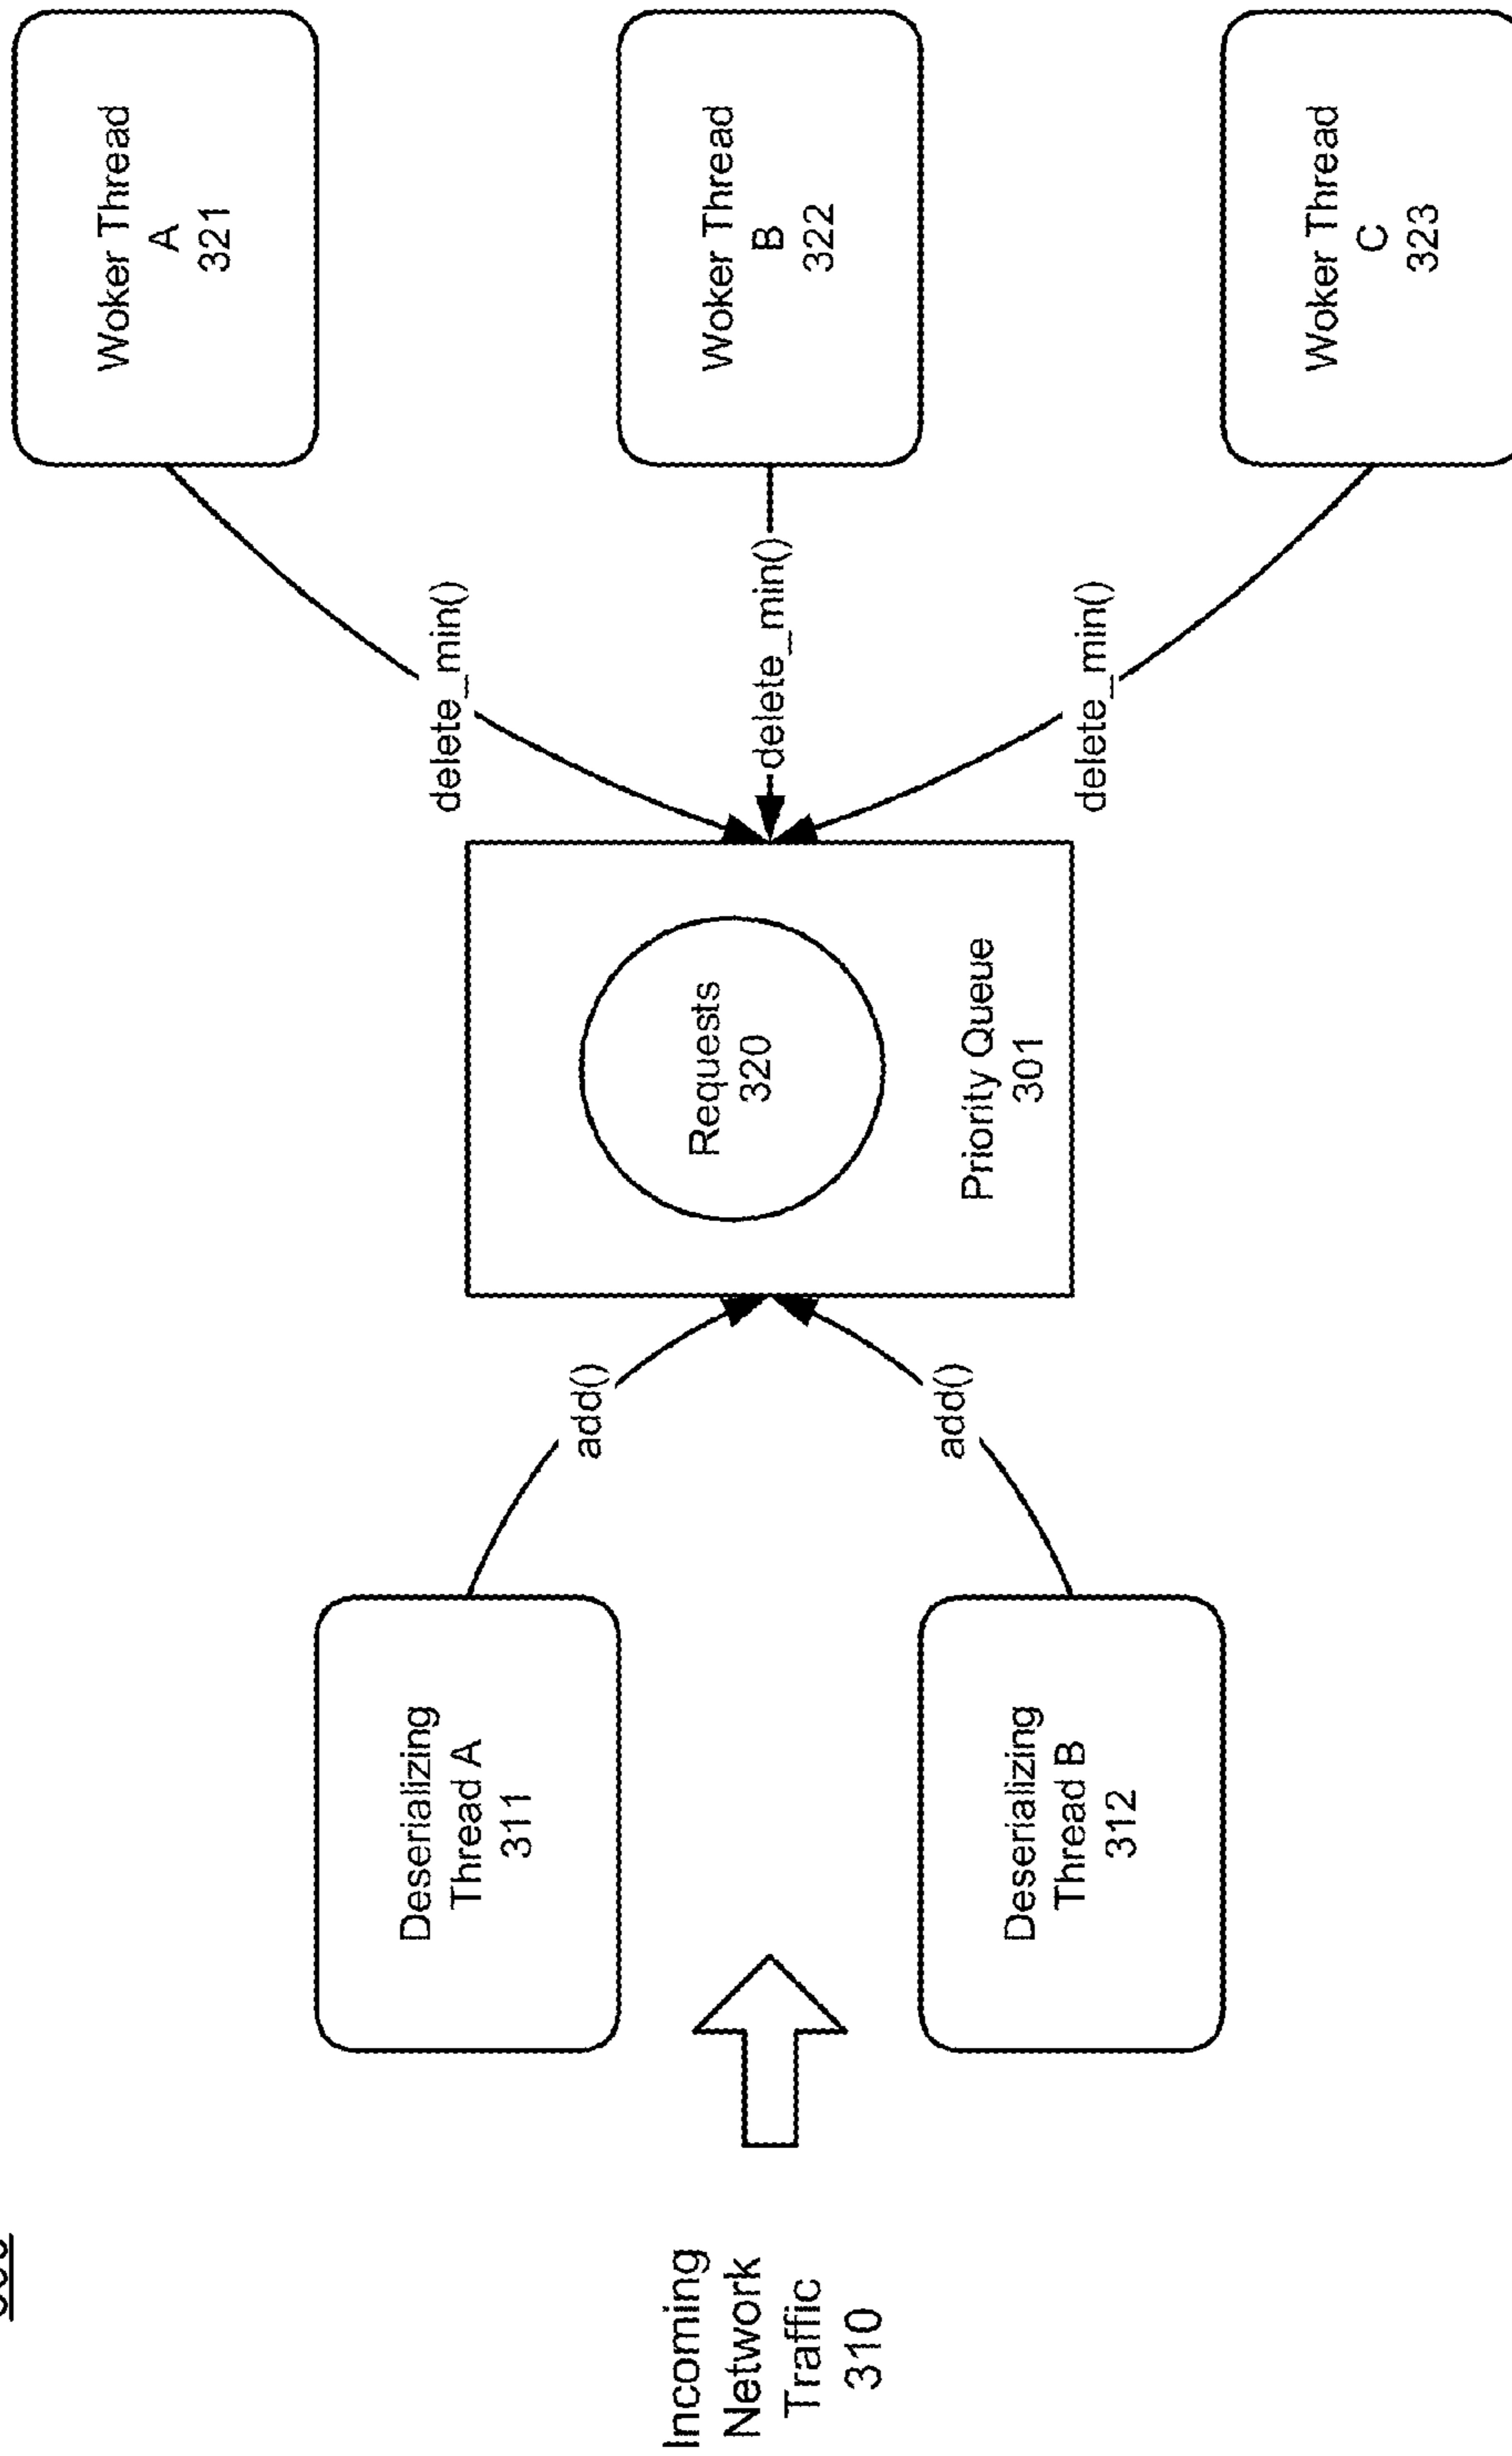 Incoming
Network
Traffic
310
Deserializing
Thread A
311
Deserializing
Thread B
312
add()
add()
Requests
320
Priority Queue
301
delete_min()
delete_min()
delete_min()
Woker Thread
A
321
Woker Thread
B
322
Woker Thread
C
323